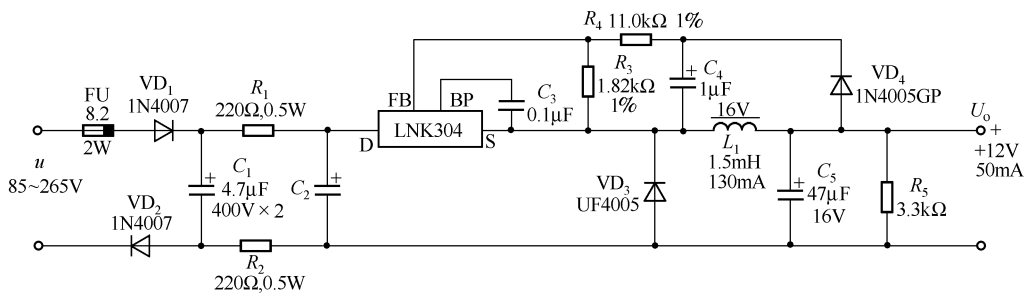 R4 11.0kΩ 1%
R3
1.82kΩ
1%
C4
1μF
VD4
1N4005GP
FB
BP
C3
0.1μF
LNK304
D
S
FU
8.2
2W
VD1
1N4007
R1
220Ω,0.5W
u
85~265V
C1
4.7μF
400V×2
C2
VD2
1N4007
R2
220Ω,0.5W
VD3
UF4005
16V
L1
1.5mH
130mA
C5
47μF
16V
R5
3.3kΩ
Uo
+
+12V
50mA
+
+
+
+